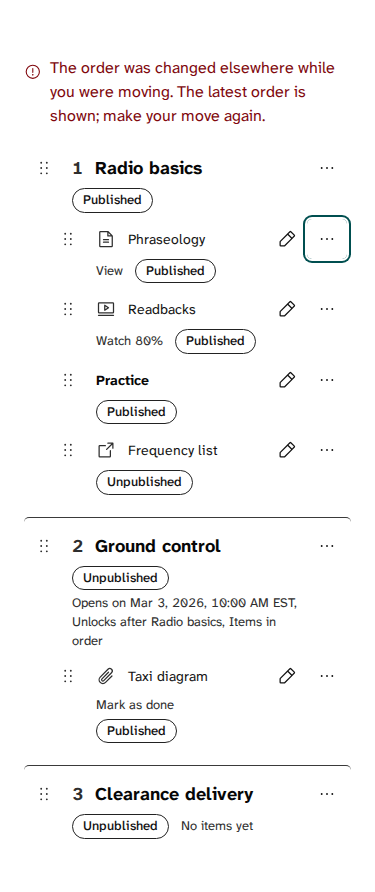 The order was changed elsewhere while
you were moving. The latest order is
shown; make your move again.
1 Radio basics
Published
Phraseology
View Published
Readbacks
Watch 80% Published
Practice
Published
Frequency list
Unpublished
2 Ground control
Unpublished
Opens on Mar 3, 2026, 10:00 AM EST,
Unlocks after Radio basics, Items in
order
Taxi diagram
Mark as done
Published
3 Clearance delivery
Unpublished No items yet